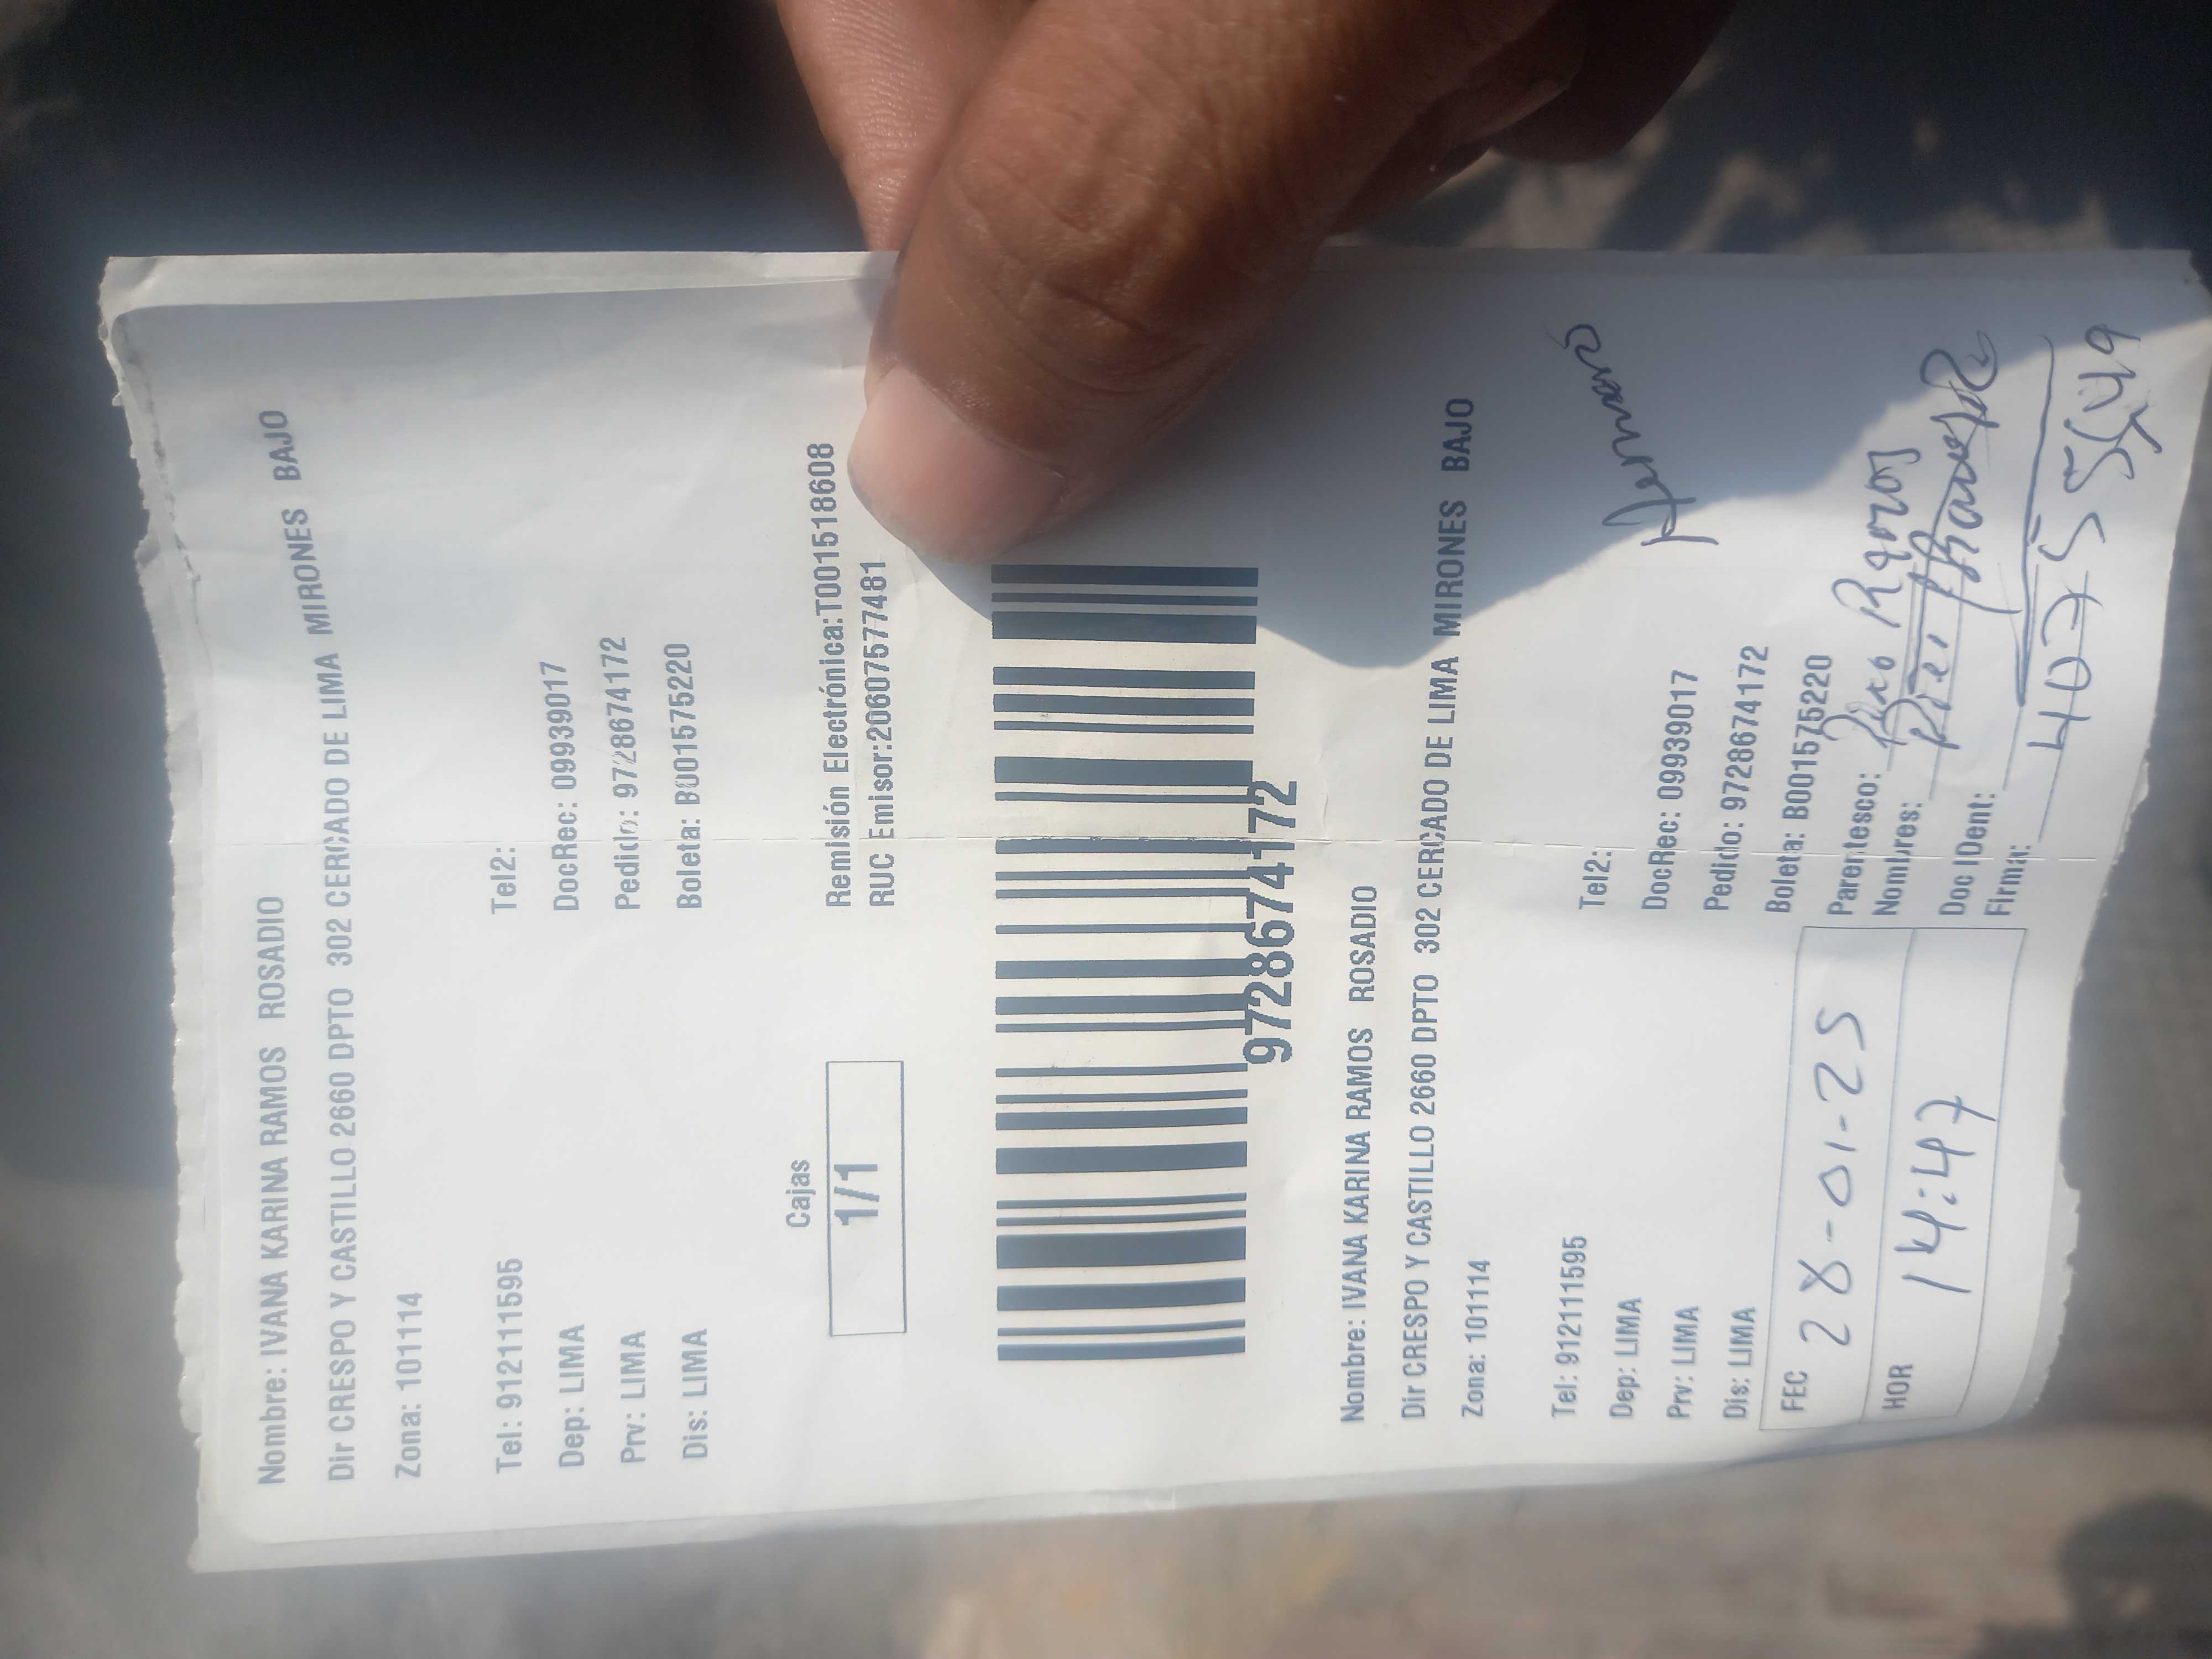 Nombre: IVANA KARINA RAMOS ROSADIO
Dir CRESPO Y CASTILLO 2660 DPTO 302 CERCADO DE LIMA MIRONES BAJO
Zona: 101114
Tel: 912111595 Tel2:
Dep: LIMA DocRec: 09939017
Prv: LIMA Pedido: 9728674172
Dis: LIMA Boleta: B001575220
Cajas
1/1
Remisión Electrónica:T001518608
RUC Emisor:20607577481
9728674172
Nombre: IVANA KARINA RAMOS ROSADIO
Dir CRESPO Y CASTILLO 2660 DPTO 302 CERCADO DE LIMA MIRONES BAJO
Zona: 101114
Tel: 912111595 Tel2:
Dep: LIMA DocRec: 09939017
Prv: LIMA Pedido: 9728674172
Dis: LIMA Boleta: B001575220
FEC 28-01-25
Parentesco:
Nombres:
HOR 14:47
Doc IDent:
Firma: